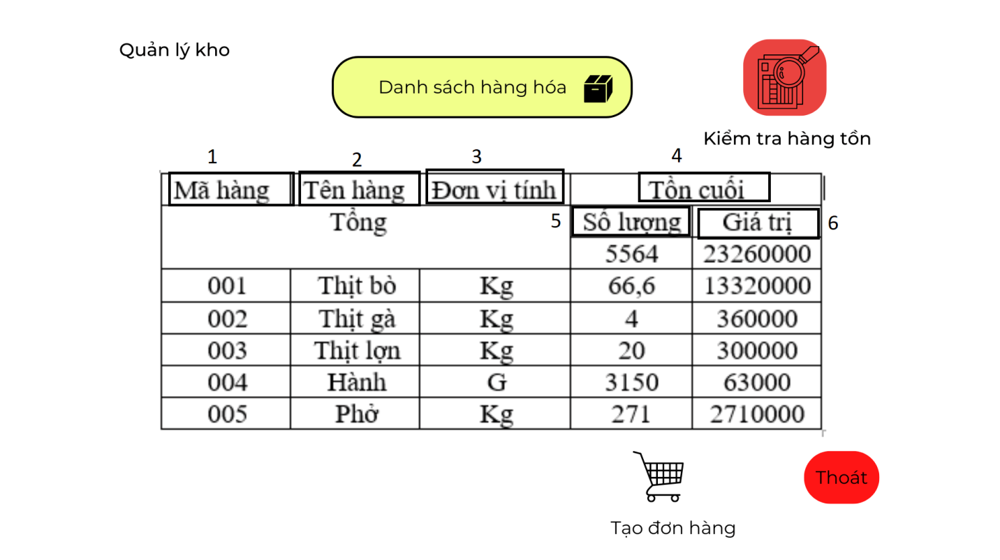 Quản lý kho
Danh sách hàng hóa
Kiểm tra hàng tồn
1 2 3 4
Mã hàng Tên hàng Đơn vị tính Tồn cuối
Tổng 5 Số lượng Giá trị 6
5564 23260000
001 Thịt bò Kg 66,6 13320000
002 Thịt gà Kg 4 360000
003 Thịt lợn Kg 20 300000
004 Hành G 3150 63000
005 Phở Kg 271 2710000
Thoát
Tạo đơn hàng